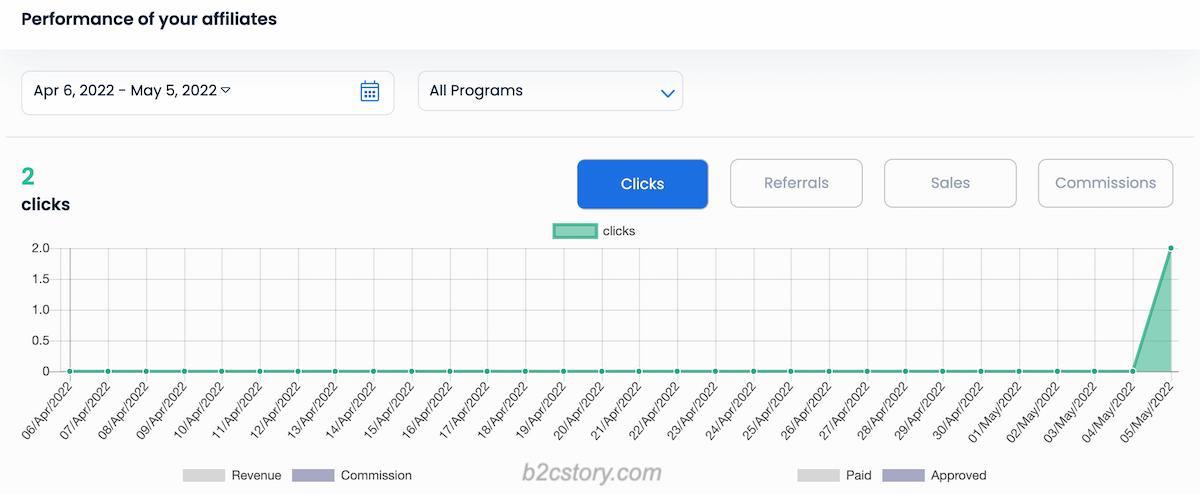 Performance of your affiliates
Apr 6, 2022 - May 5, 2022
All Programs
2
clicks
Clicks
Referrals
Sales
Commissions
clicks
2.0
1.5
1.0
0.5
0
06/Apr/2022
07/Apr/2022
08/Apr/2022
09/Apr/2022
10/Apr/2022
11/Apr/2022
12/Apr/2022
13/Apr/2022
14/Apr/2022
15/Apr/2022
16/Apr/2022
17/Apr/2022
18/Apr/2022
19/Apr/2022
20/Apr/2022
21/Apr/2022
22/Apr/2022
23/Apr/2022
24/Apr/2022
25/Apr/2022
26/Apr/2022
27/Apr/2022
28/Apr/2022
29/Apr/2022
30/Apr/2022
01/May/2022
02/May/2022
03/May/2022
04/May/2022
05/May/2022
Revenue
Commission
b2cstory.com
Paid
Approved